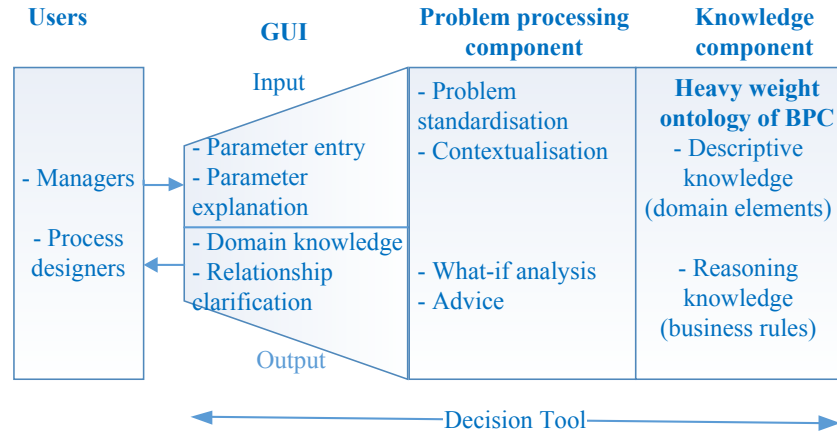 Users
GUI
Problem processing
component
Knowledge
component
- Managers
- Process
designers
Input
- Parameter entry
- Parameter
explanation
- Domain knowledge
- Relationship
clarification
Output
- Problem
standardisation
- Contextualisation
- What-if analysis
- Advice
Heavy weight
ontology of BPC
- Descriptive
knowledge
(domain elements)
- Reasoning
knowledge
(business rules)
Decision Tool